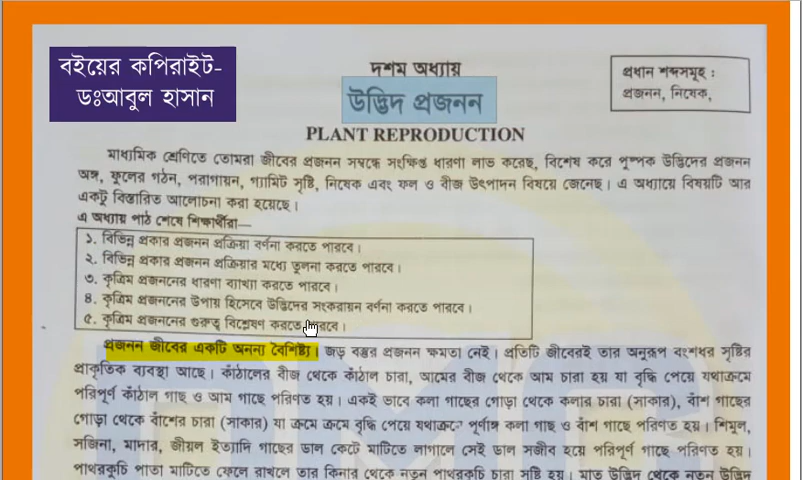 বইয়ের কপিরাইট-
ডঃআবুল হাসান
দশম অধ্যায়
উদ্ভিদ প্রজনন
PLANT REPRODUCTION
প্রধান শব্দসমূহ :
প্রজনন, নিষেক,
মাধ্যমিক শ্রেণিতে তোমরা জীবের প্রজনন সম্বন্ধে সংক্ষিপ্ত ধারণা লাভ করেছ, বিশেষ করে পুষ্পক উদ্ভিদের প্রজনন
অঙ্গ, ফুলের গঠন, পরাগায়ন, গ্যামিট সৃষ্টি, নিষেক এবং ফল ও বীজ উৎপাদন বিষয়ে জেনেছ। এ অধ্যায়ে বিষয়টি আর
একটু বিস্তারিত আলোচনা করা হয়েছে।
এ অধ্যায় পাঠ শেষে শিক্ষার্থীরা—
১. বিভিন্ন প্রকার প্রজনন প্রক্রিয়া বর্ণনা করতে পারবে।
২. বিভিন্ন প্রকার প্রজনন প্রক্রিয়ার মধ্যে তুলনা করতে পারবে।
৩. কৃত্রিম প্রজননের ধারণা ব্যাখ্যা করতে পারবে।
৪. কৃত্রিম প্রজননের উপায় হিসেবে উদ্ভিদের সংকরায়ন বর্ণনা করতে পারবে।
৫. কৃত্রিম প্রজননের গুরুত্ব বিশ্লেষণ করতে পারবে।
প্রজনন জীবের একটি অনন্য বৈশিষ্ট্য। জড় বস্তুর প্রজনন ক্ষমতা নেই। প্রতিটি জীবেরই তার অনুরূপ বংশধর সৃষ্টির
প্রাকৃতিক ব্যবস্থা আছে। কাঁঠালের বীজ থেকে কাঁঠাল চারা, আমের বীজ থেকে আম চারা হয় যা বৃদ্ধি পেয়ে যথাক্রমে
পরিপূর্ণ কাঁঠাল গাছ ও আম গাছে পরিণত হয়। একই ভাবে কলা গাছের গোড়া থেকে কলার চারা (সাকার), বাঁশ গাছের
গোড়া থেকে বাঁশের চারা (সাকার) যা ক্রমে ক্রমে বৃদ্ধি পেয়ে যথাক্রমে পূর্ণাঙ্গ কলা গাছ ও বাঁশ গাছে পরিণত হয়। শিমুল,
সজিনা, মাদার, জীয়ল ইত্যাদি গাছের ডাল কেটে মাটিতে লাগালে সেই ডাল সজীব হয়ে পরিপূর্ণ গাছে পরিণত হয়।
পাথরকুচি পাতা মাটিতে ফেলে রাখলে তার কিনার থেকে নতুন পাথরকুচি চারা সৃষ্টি হয়। মাতৃ উদ্ভিদ থেকে নতুন উদ্ভিদ